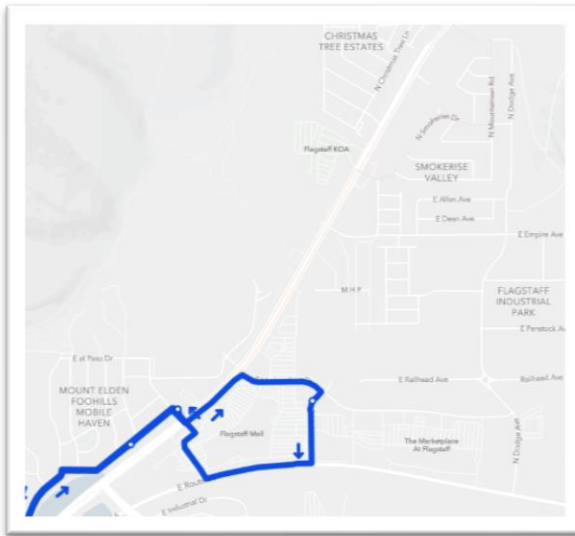 CHRISTMAS
TREE ESTATES
N Christmas Tree Ln
N Mountaineer Rd
N Dodge Ave
N Smokerise Dr
Flagstaff KOA
SMOKERISE
VALLEY
E Allan Ave
E Dean Ave
E Empire Ave
M H P
FLAGSTAFF
INDUSTRIAL
PARK
E Penstock Av
E el Paso Dr
E Railhead Ave
Railhead Ave
MOUNT ELDEN
FOOHILLS
MOBILE
HAVEN
Flagstaff Mall
The Marketplace
At Flagstaff
N Dodge Ave
E Route
E Industrial Dr